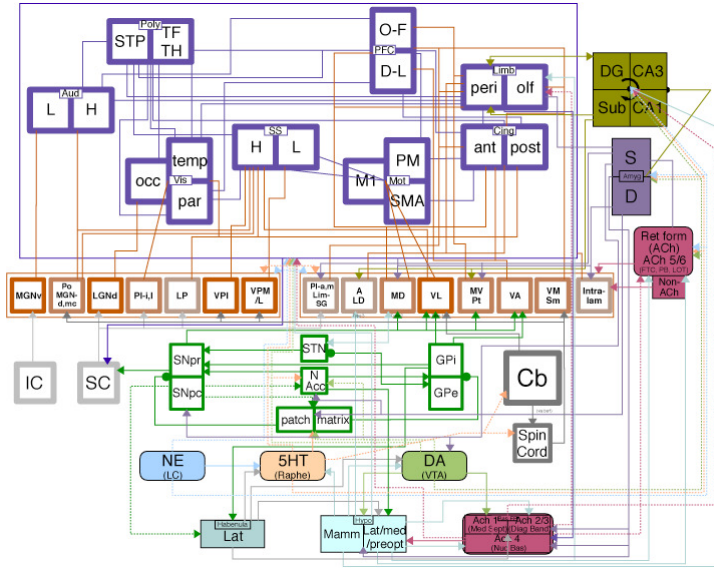 Poly
STP
TF
TH
O-F
PFC
D-L
Aud
L
H
Limb
peri
olf
DG
CA3
Sub
CA1
SS
H
L
Cing
ant
post
temp
occ
Vis
par
PM
M1
Mot
SMA
S
Amyg
D
Ret form
(ACh)
ACh 5/6
(FTC, PB, LDT)
Non-
ACh
MGNv
Po
MGN-
d,mc
LGNd
PI-i,l
LP
VPI
VPM
/L
PI-a,m
Lim-
SG
A
LD
MD
VL
MV
Pt
VA
VM
Sm
Intra-
lam
IC
SC
SNpr
SNpc
STN
N
Acc
patch
matrix
GPi
GPe
Cb
Spin
Cord
NE
(LC)
5HT
(Raphe)
DA
(VTA)
Habenula
Lat
Hypo
Mamm
Lat/med
/preopt
Ach 1
Ach 2/3
(Med Sept)
(Diag Band)
Ach 4
(Nuc Bas)